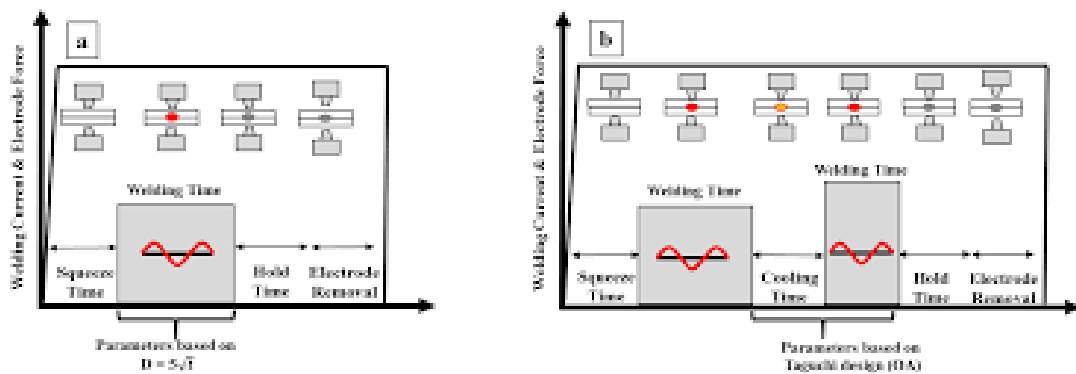 a
Welding Current & Electrode Force
Welding Time
Squeeze
Time
Hold
Time
Electrode
Removal
Parameters based on
D = 5√t
b
Welding Current & Electrode Force
Welding Time
Welding Time
Squeeze
Time
Cooling
Time
Hold
Time
Electrode
Removal
Parameters based on
Taguchi design (OA)